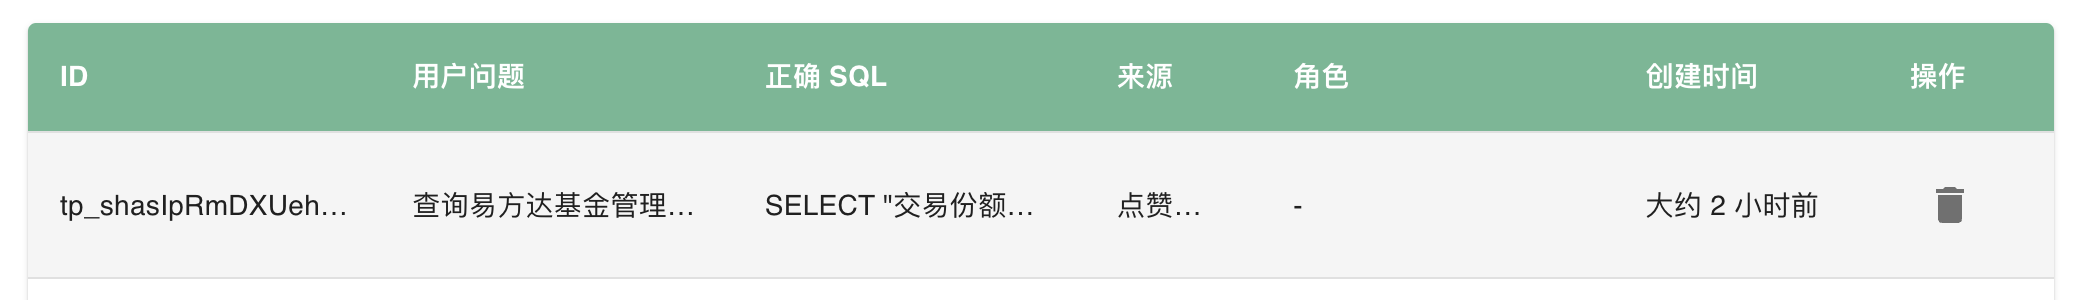 ID 用户问题 正确 SQL 来源 角色 创建时间 操作
tp_shasIpRmDXUeh... 查询易方达基金管理... SELECT "交易份额... 点赞... - 大约 2 小时前